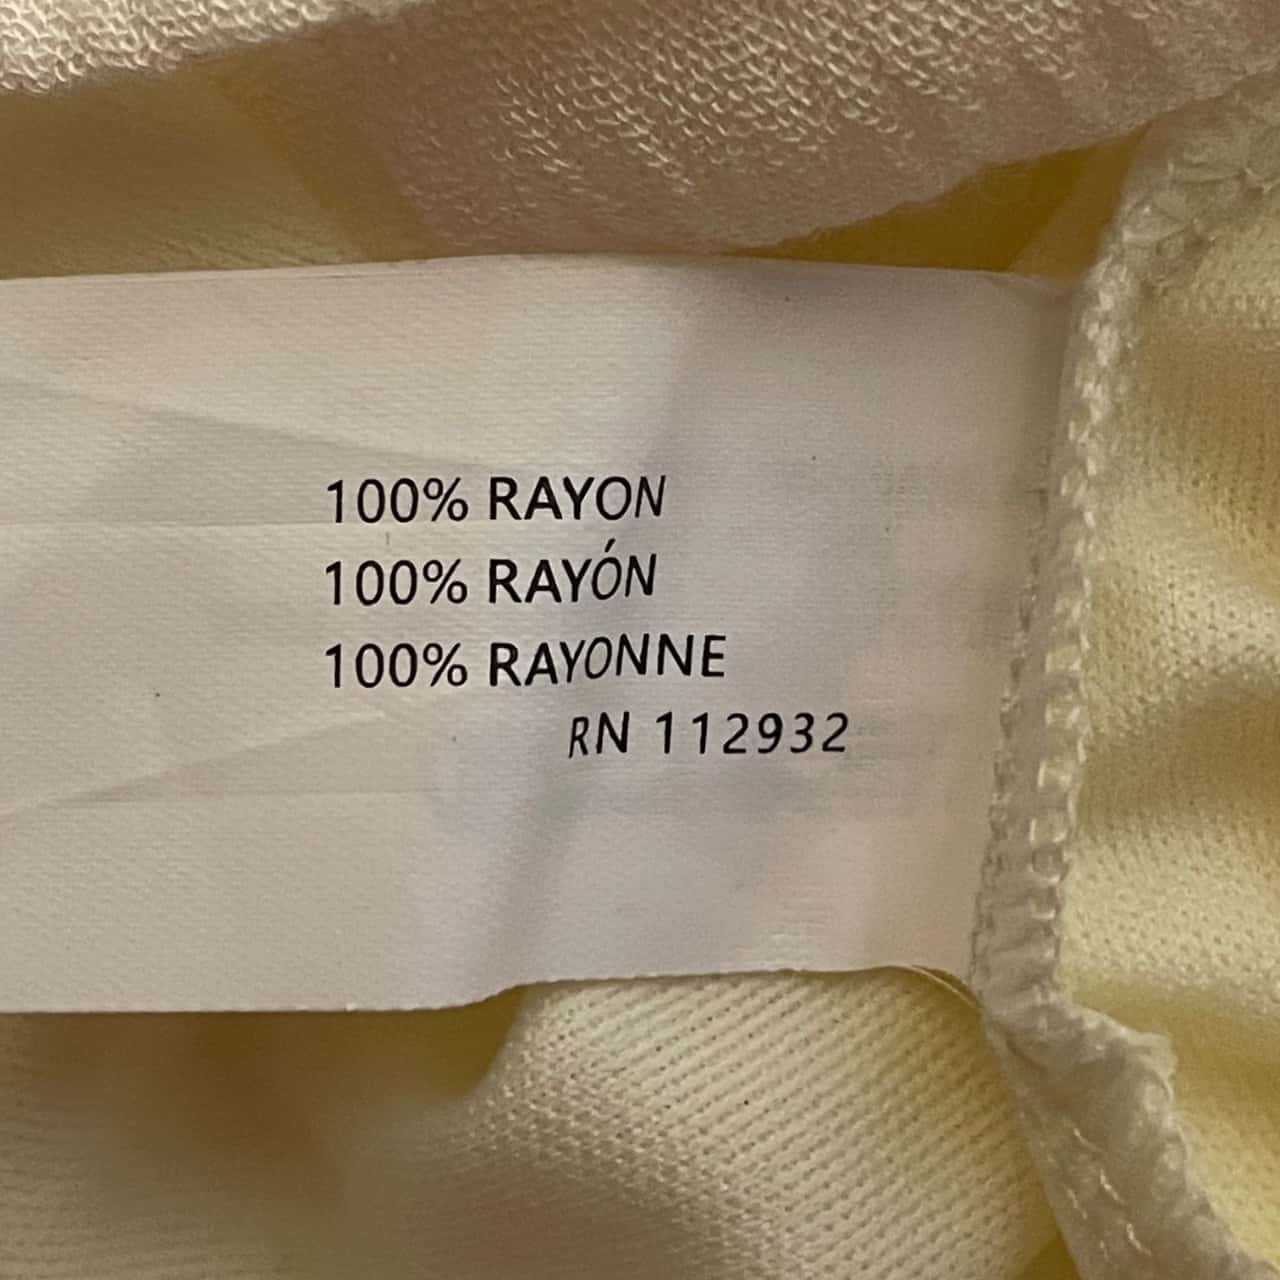 100% RAYON
100% RAYÓN
100% RAYONNE
RN 112932